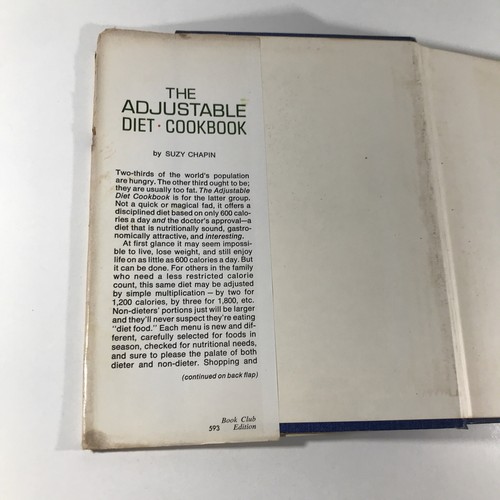 THE
ADJUSTABLE
DIET · COOKBOOK
by SUZY CHAPIN
Two-thirds of the world's population
are hungry. The other third ought to be;
they are usually too fat. The Adjustable
Diet Cookbook is for the latter group.
Not a quick or magical fad, it offers a
disciplined diet based on only 600 calo-
ries a day and the doctor's approval—a
diet that is nutritionally sound, gastro-
nomically attractive, and interesting.
At first glance it may seem impossi-
ble to live, lose weight, and still enjoy
life on as little as 600 calories a day. But
it can be done. For others in the family
who need a less restricted calorie
count, this same diet may be adjusted
by simple multiplication—by two for
1,200 calories, by three for 1,800, etc.
Non-dieters' portions just will be larger
and they'll never suspect they're eating
"diet food." Each menu is new and dif-
ferent, carefully selected for foods in
season, checked for nutritional needs,
and sure to please the palate of both
dieter and non-dieter. Shopping and
(continued on back flap)
Book Club
593 Edition